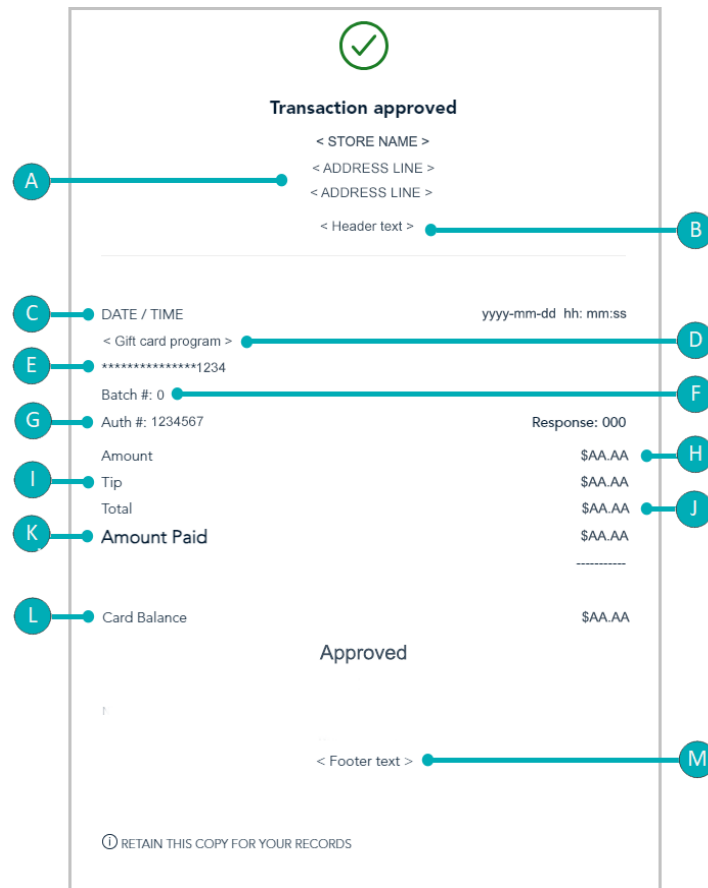 Transaction approved
< STORE NAME >
< ADDRESS LINE >
A
< ADDRESS LINE >
< Header text >
B
C
DATE / TIME yyyy-mm-dd hh: mm:ss
< Gift card program >
D
E
***************1234
Batch #: 0
F
G
Auth #: 1234567 Response: 000
Amount $AA.AA
H
I
Tip $AA.AA
Total $AA.AA
J
K
Amount Paid $AA.AA
-----------
L
Card Balance $AA.AA
Approved
< Footer text >
M
RETAIN THIS COPY FOR YOUR RECORDS